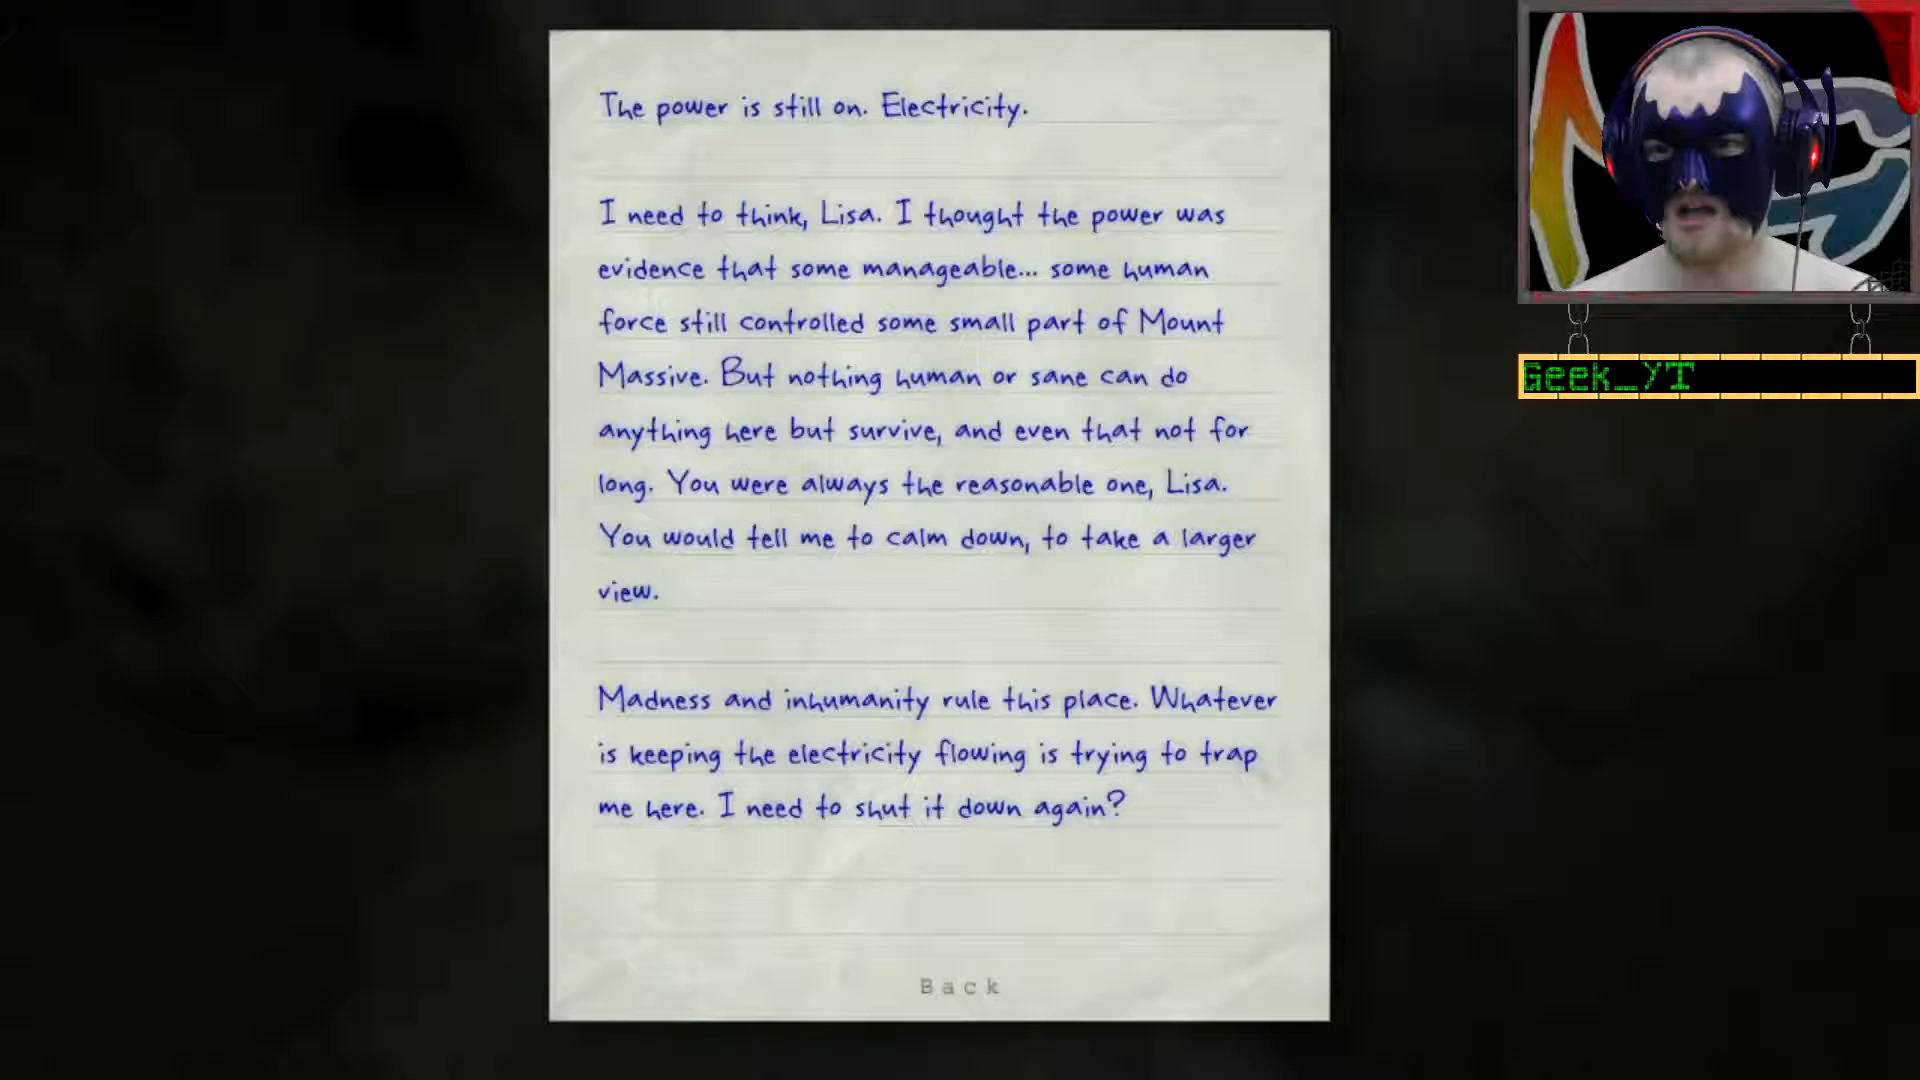 The power is still on. Electricity.
I need to think, Lisa. I thought the power was
evidence that some manageable... some human
force still controlled some small part of Mount
Massive. But nothing human or sane can do
anything here but survive, and even that not for
long. You were always the reasonable one, Lisa.
You would tell me to calm down, to take a larger
view.
Madness and inhumanity rule this place. Whatever
is keeping the electricity flowing is trying to trap
me here. I need to shut it down again?
Back
Geek_YT